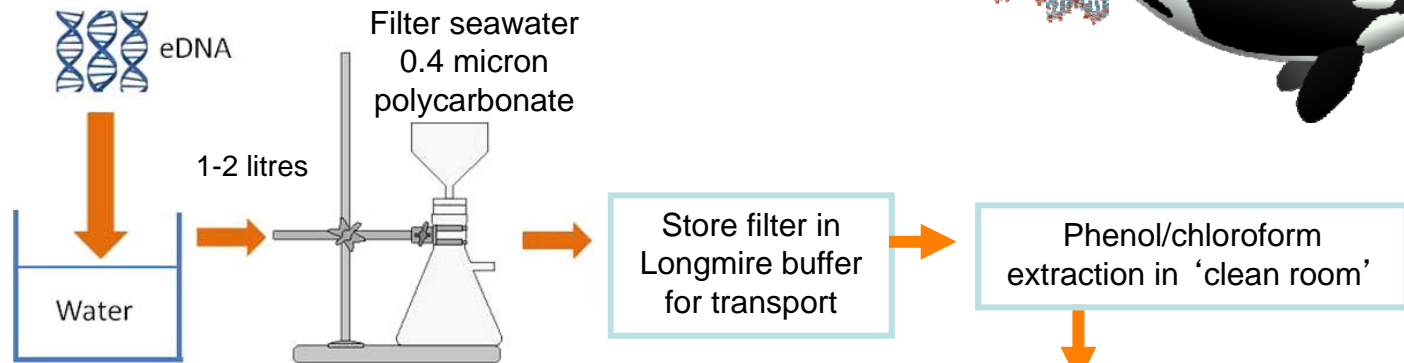 eDNA
Water
1-2 litres
Filter seawater
0.4 micron
polycarbonate
Store filter in
Longmire buffer
for transport
Phenol/chloroform
extraction in ‘clean room’